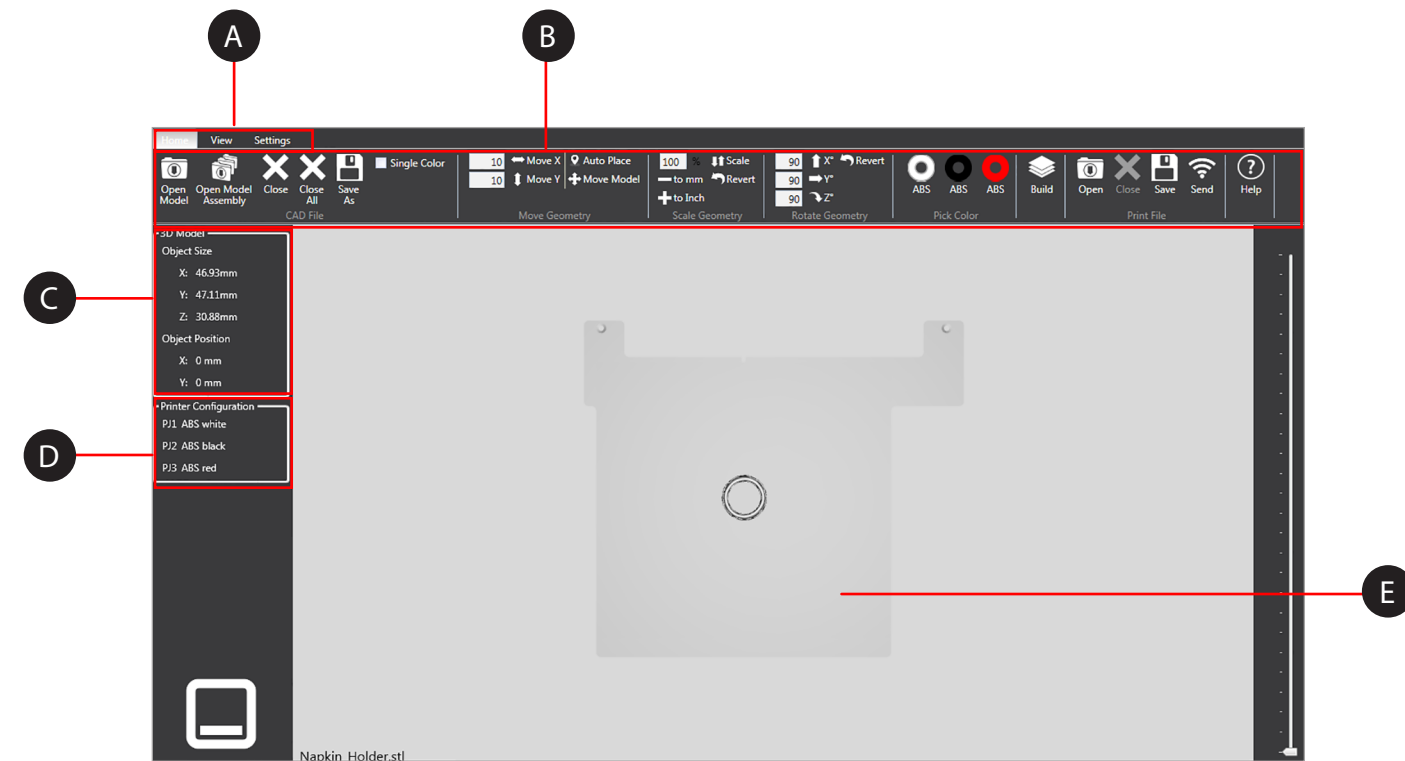 A
B
Home View Settings
Open Model
Open Model Assembly
Close
Close All
Save As
Single Color
CAD File
10 Move X
10 Move Y
Auto Place
Move Model
Move Geometry
100 % Scale
to mm Revert
to Inch
Scale Geometry
90 X° Revert
90 Y°
90 Z°
Rotate Geometry
ABS ABS ABS
Pick Color
Build
Open Close Save Send
Print File
?
Help
3D Model
Object Size
X: 46.93mm
Y: 47.11mm
Z: 30.88mm
Object Position
X: 0 mm
Y: 0 mm
C
Printer Configuration
PJ1 ABS white
PJ2 ABS black
PJ3 ABS red
D
E
Napkin_Holder.stl